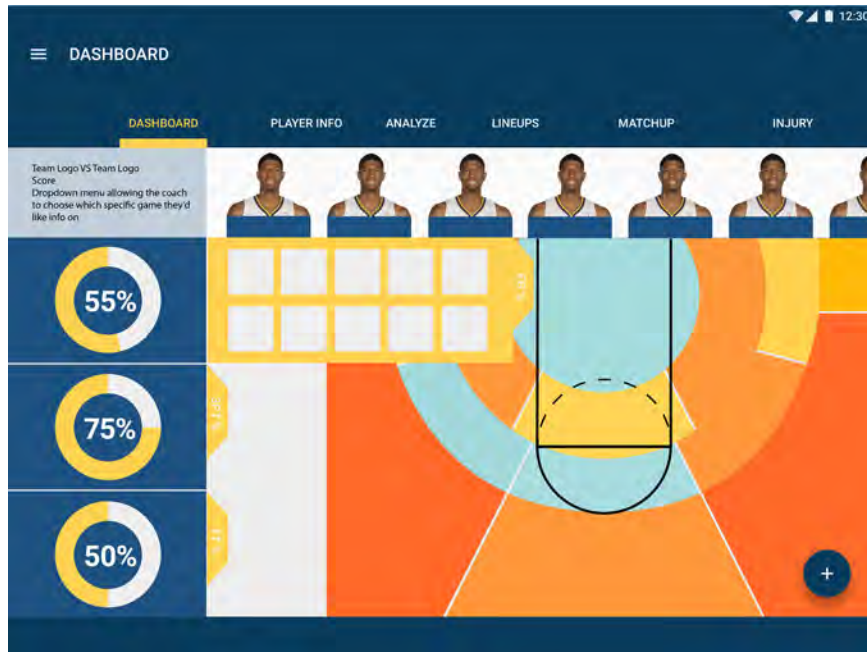 12:30
DASHBOARD
DASHBOARD
PLAYER INFO
ANALYZE
LINEUPS
MATCHUP
INJURY
Team Logo VS Team Logo
Score
Dropdown menu allowing the coach
to choose which specific game they'd
like info on
55%
75%
50%
+